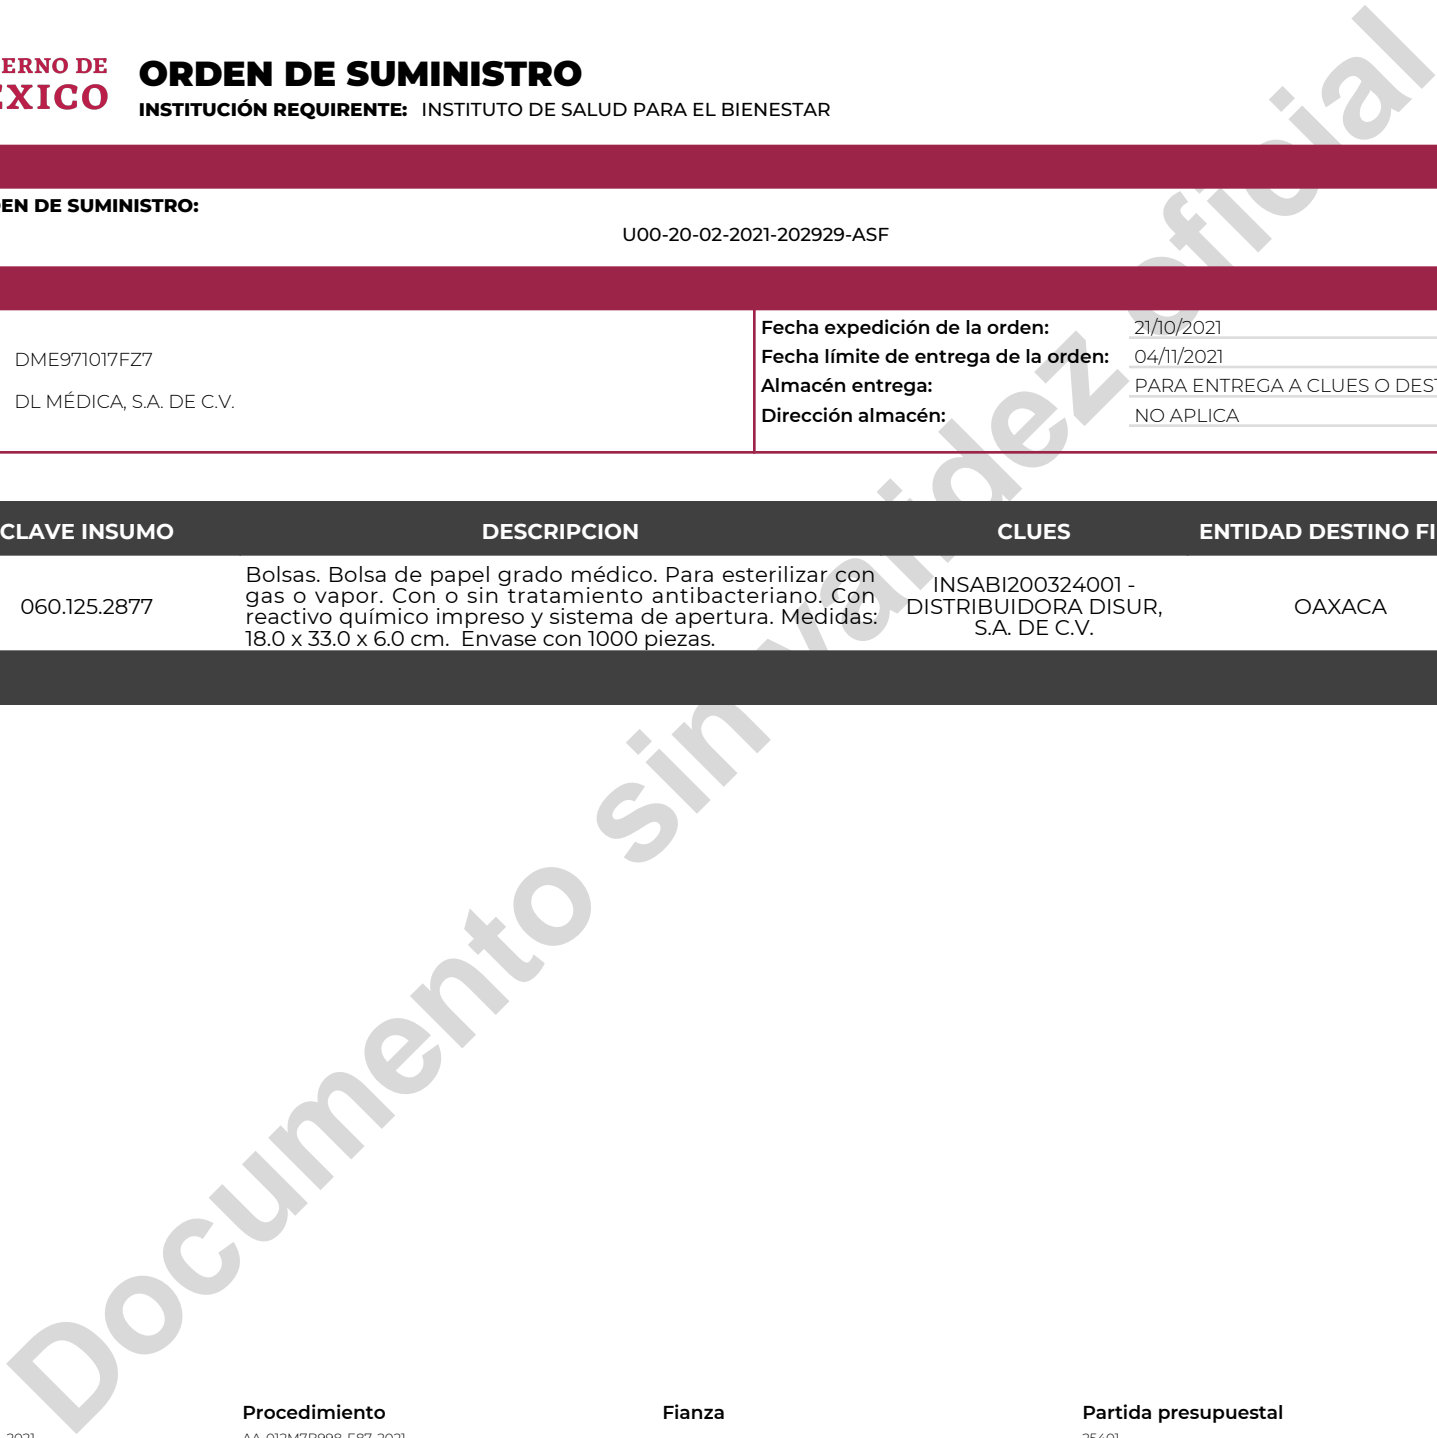 ERNO DE
ORDEN DE SUMINISTRO
EXICO
INSTITUCIÓN REQUIRENTE: INSTITUTO DE SALUD PARA EL BIENESTAR
EN DE SUMINISTRO:
U00-20-02-2021-202929-ASF
DME971017FZ7
DL MÉDICA, S.A. DE C.V.
Fecha expedición de la orden: 21/10/2021
Fecha límite de entrega de la orden: 04/11/2021
Almacén entrega: PARA ENTREGA A CLUES O DEST
Dirección almacén: NO APLICA
CLAVE INSUMO DESCRIPCION CLUES ENTIDAD DESTINO FI
060.125.2877
Bolsas. Bolsa de papel grado médico. Para esterilizar con
gas o vapor. Con o sin tratamiento antibacteriano. Con
reactivo químico impreso y sistema de apertura. Medidas:
18.0 x 33.0 x 6.0 cm. Envase con 1000 piezas.
INSABI200324001 -
DISTRIBUIDORA DISUR,
S.A. DE C.V.
OAXACA
Documento sin validez oficial
Procedimiento Fianza Partida presupuestal